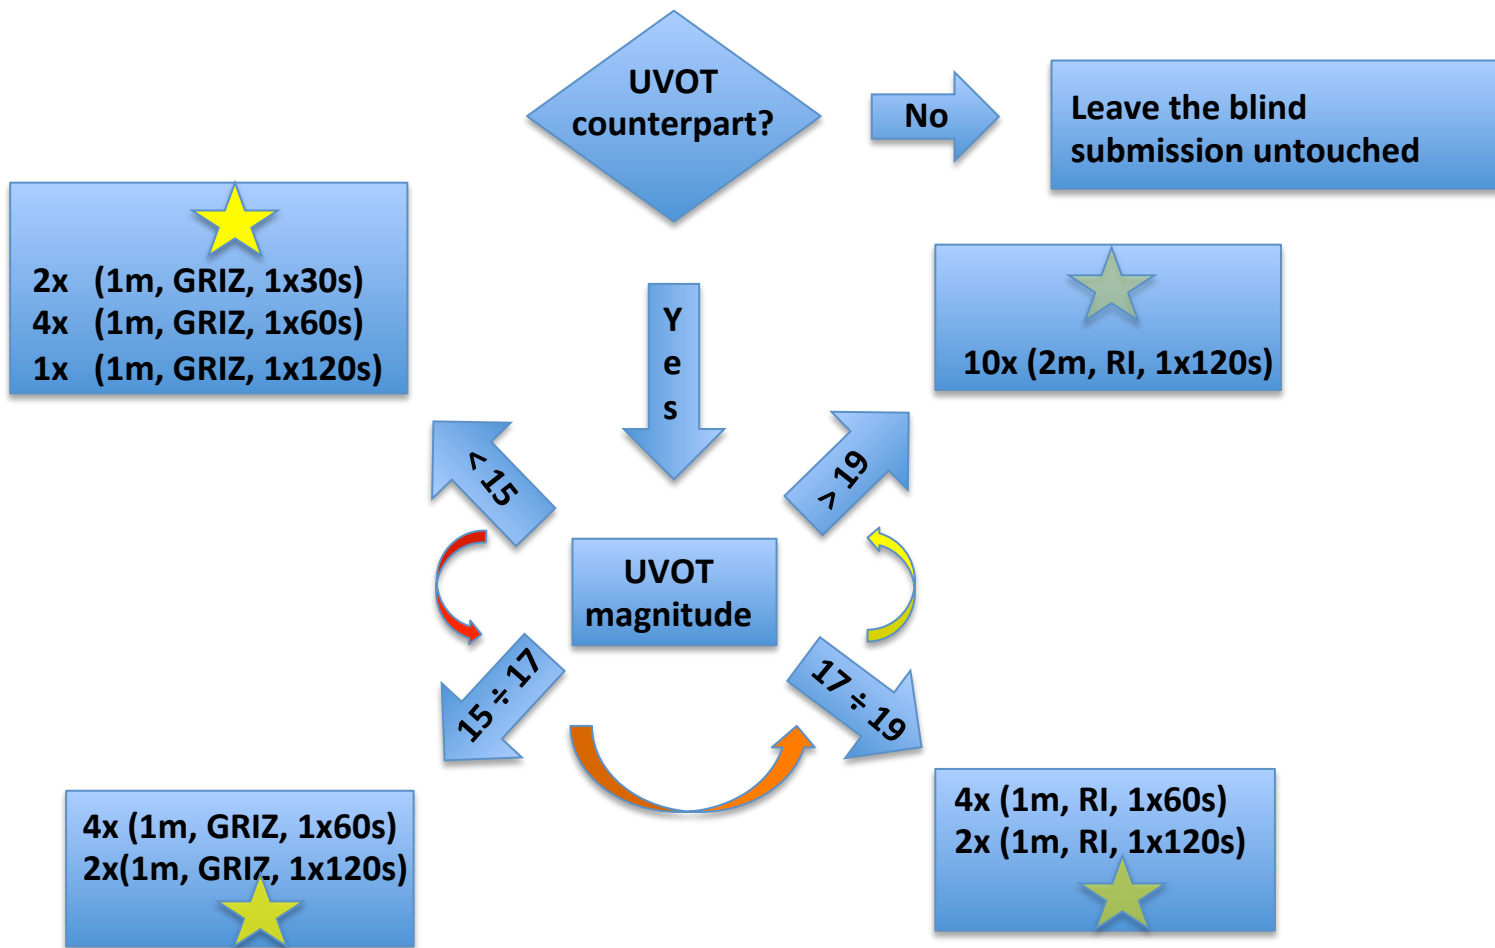 UVOT
counterpart?
No
Leave the blind
submission untouched
2x (1m, GRIZ, 1x30s)
4x (1m, GRIZ, 1x60s)
1x (1m, GRIZ, 1x120s)
Yes
10x (2m, RI, 1x120s)
< 15
> 19
UVOT
magnitude
15 ÷ 17
17 ÷ 19
4x (1m, GRIZ, 1x60s)
2x(1m, GRIZ, 1x120s)
4x (1m, RI, 1x60s)
2x (1m, RI, 1x120s)